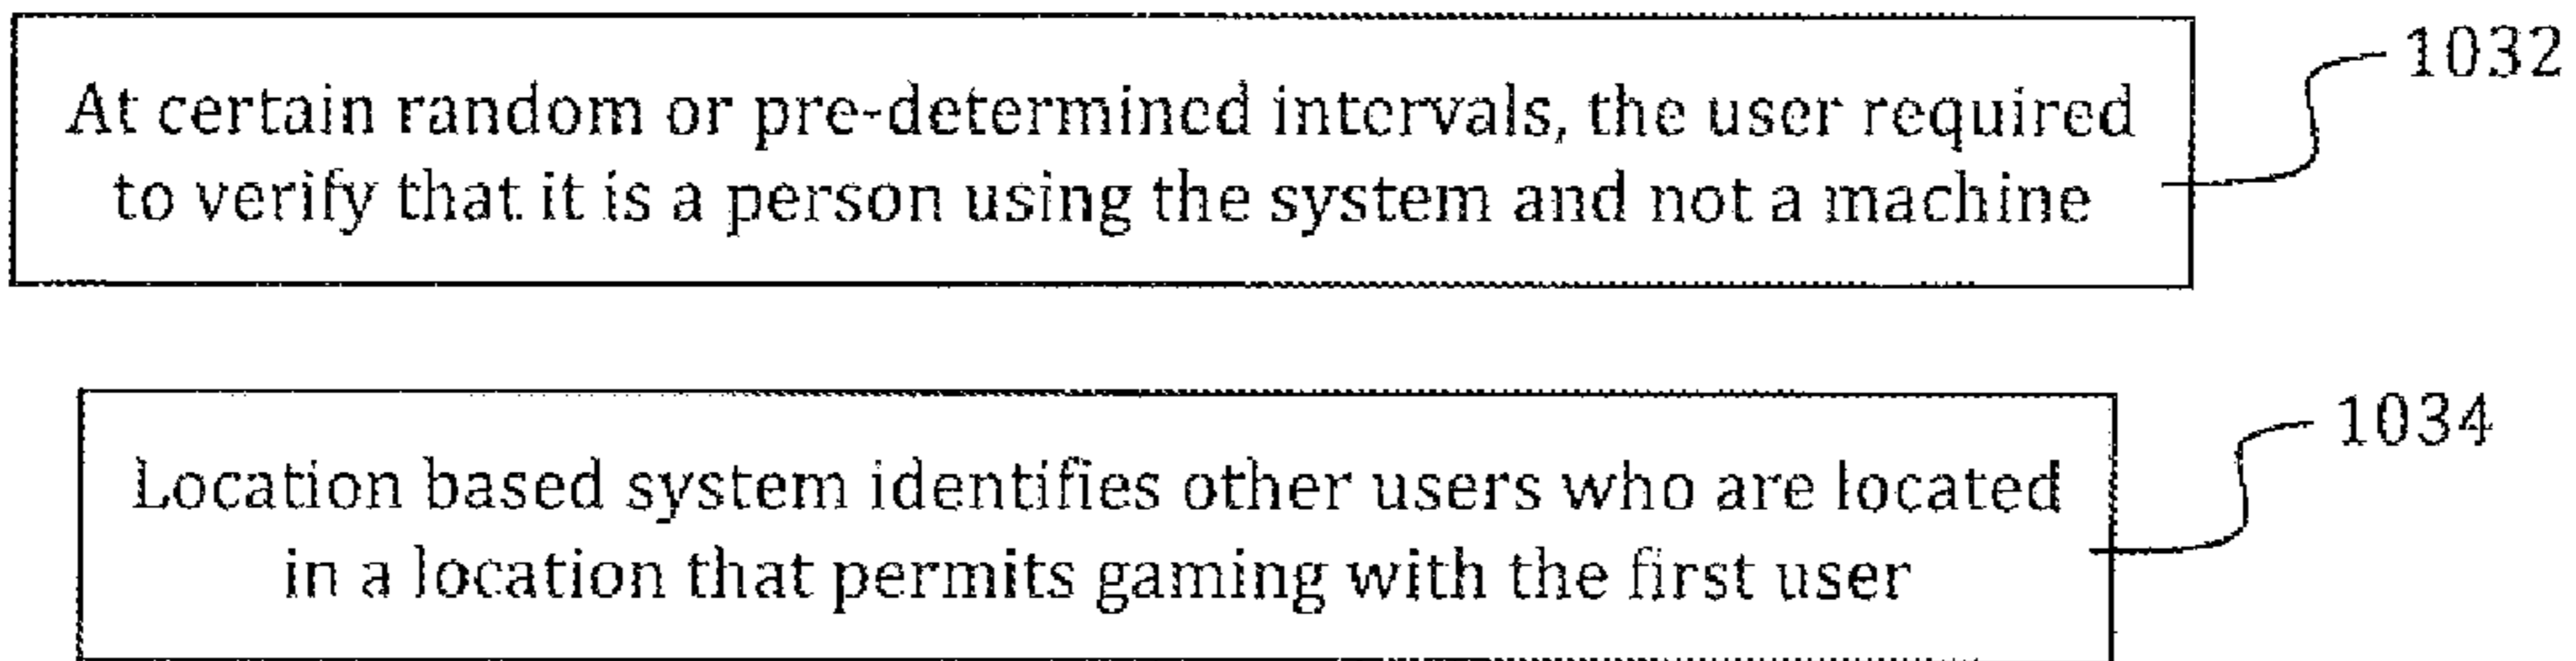 1032
At certain random or pre-determined intervals, the user required
to verify that it is a person using the system and not a machine
1034
Location based system identifies other users who are located
in a location that permits gaming with the first user